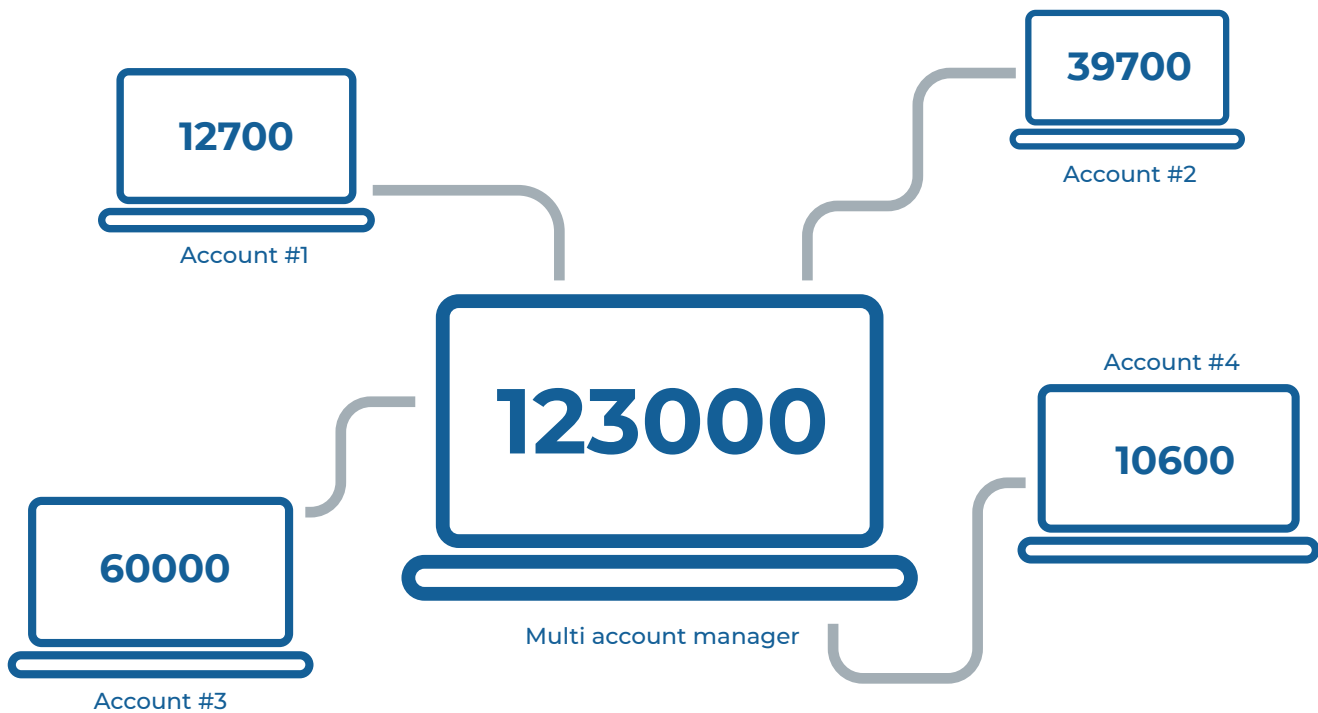 39700
Account #2
12700
Account #1
123000
Multi account manager
Account #4
10600
60000
Account #3